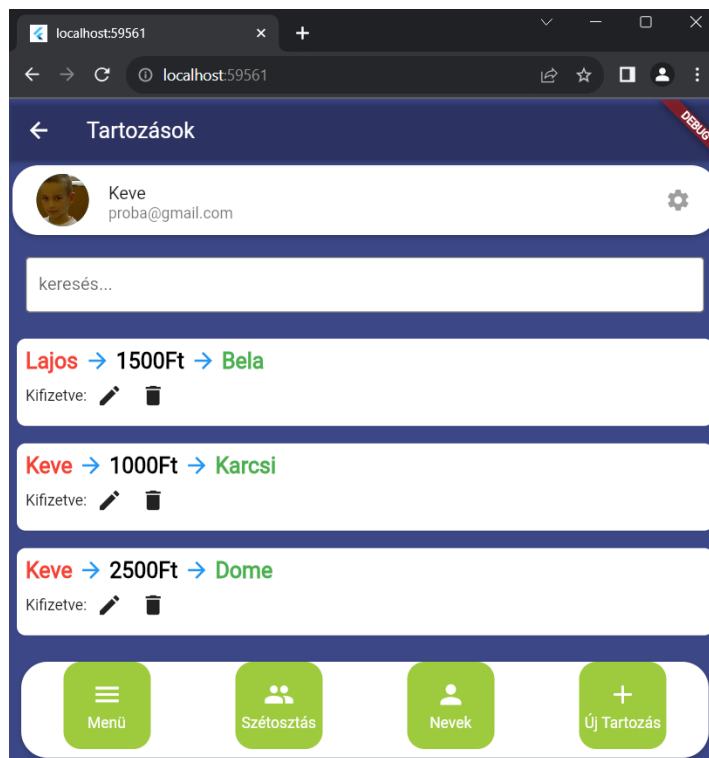 localhost:59561
localhost:59561
Tartozások
DEBUG
Keve
proba@gmail.com
keresés...
Lajos → 1500Ft → Bela
Kifizetve:
Keve → 1000Ft → Karcsi
Kifizetve:
Keve → 2500Ft → Dome
Kifizetve:
Menü Szétosztás Nevek Új Tartozás